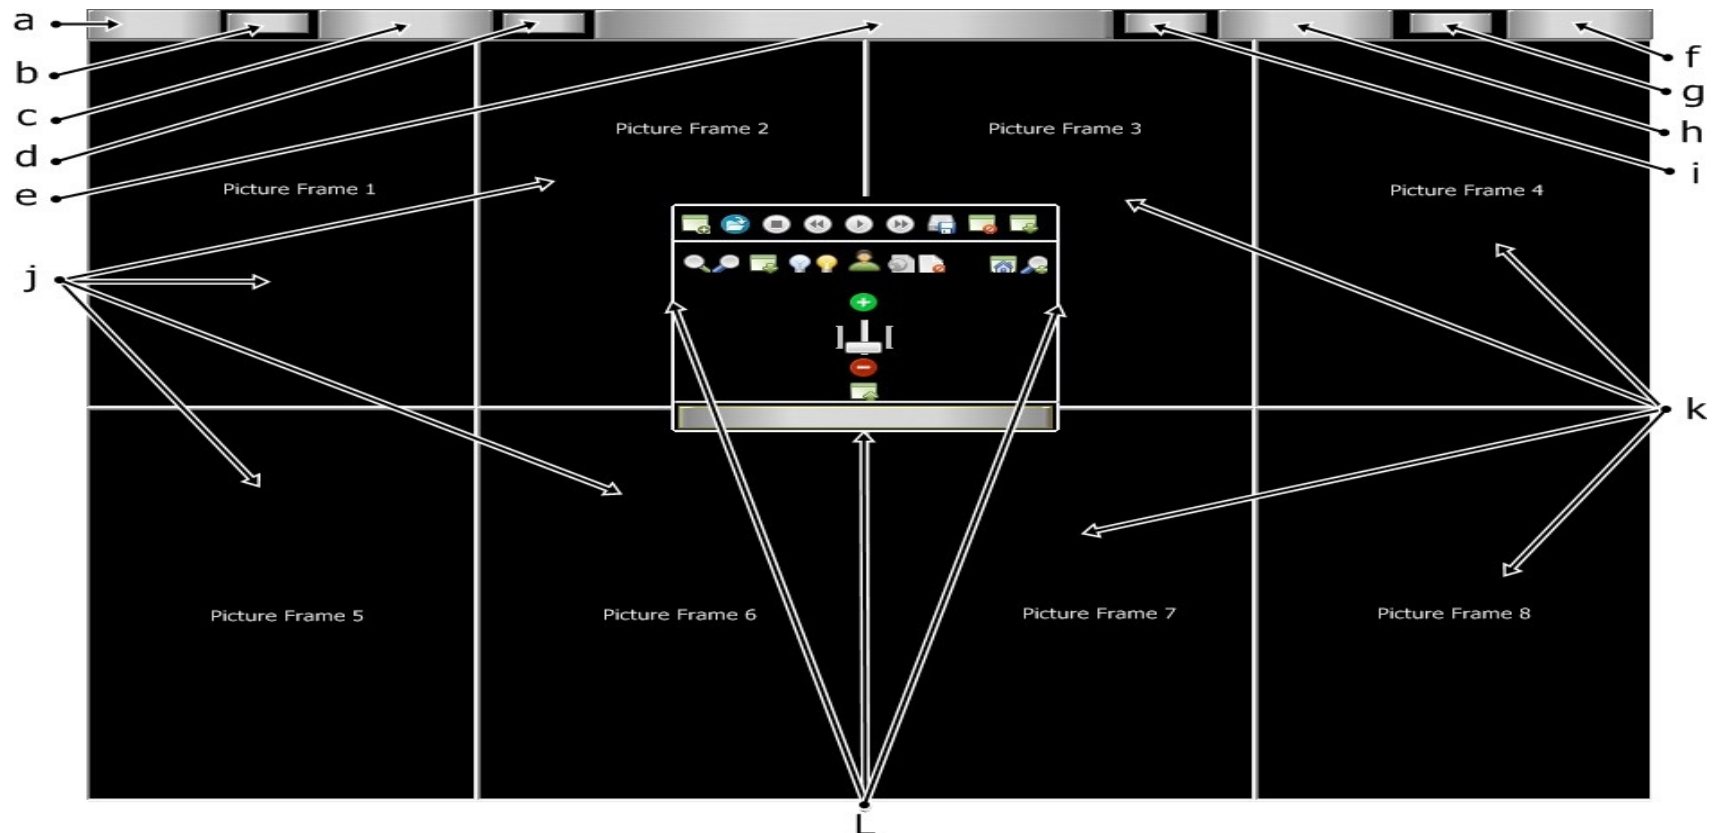 a
b
c
d
e
f
g
h
i
Picture Frame 2
Picture Frame 3
Picture Frame 1
Picture Frame 4
j
k
Picture Frame 5
Picture Frame 6
Picture Frame 7
Picture Frame 8
L